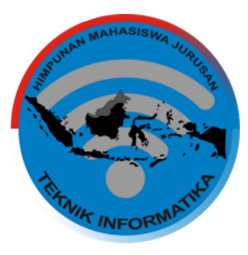 HIMPUNAN MAHASISWA JURUSAN
TEKNIK INFORMATIKA